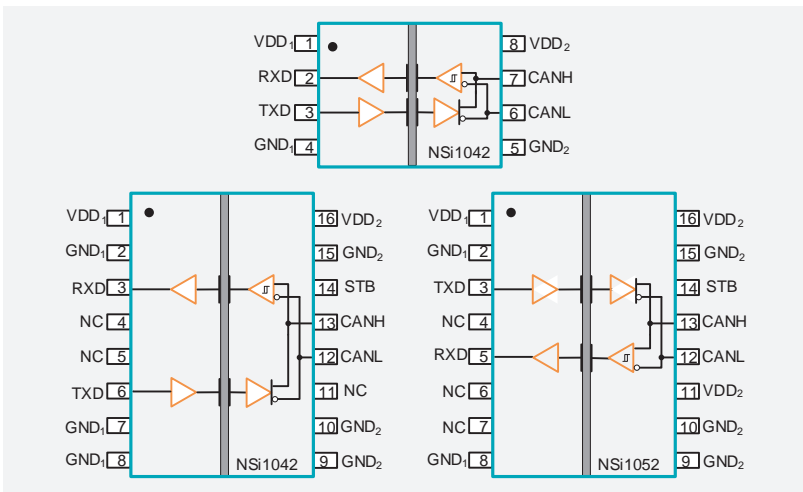 VDD₁ 1 8 VDD₂
RXD 2 7 CANH
TXD 3 6 CANL
GND₁ 4 5 GND₂
NSi1042
VDD₁ 1 16 VDD₂
GND₁ 2 15 GND₂
RXD 3 14 STB
NC 4 13 CANH
NC 5 12 CANL
TXD 6 11 NC
GND₁ 7 10 GND₂
GND₁ 8 9 GND₂
NSi1042
VDD₁ 1 16 VDD₂
GND₁ 2 15 GND₂
TXD 3 14 STB
NC 4 13 CANH
RXD 5 12 CANL
NC 6 11 VDD₂
NC 7 10 GND₂
GND₁ 8 9 GND₂
NSi1052